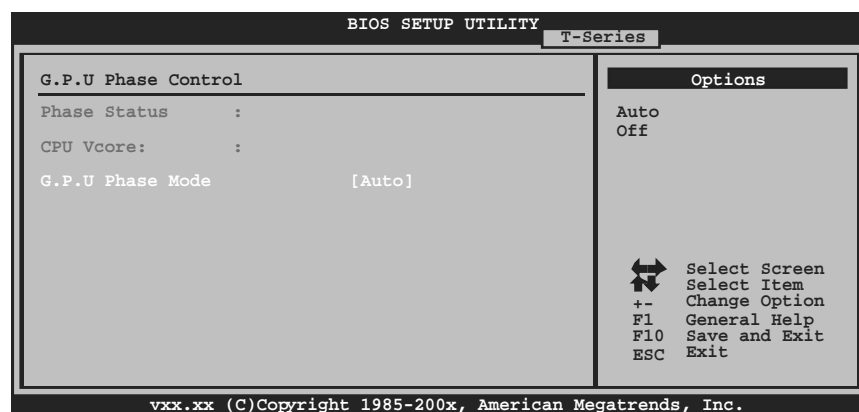 BIOS SETUP UTILITY
T-Series
G.P.U Phase Control
Phase Status :
CPU Vcore: :
G.P.U Phase Mode [Auto]
Options
Auto
Off
Select Screen
Select Item
+- Change Option
F1 General Help
F10 Save and Exit
ESC Exit
vxx.xx (C)Copyright 1985-200x, American Megatrends, Inc.